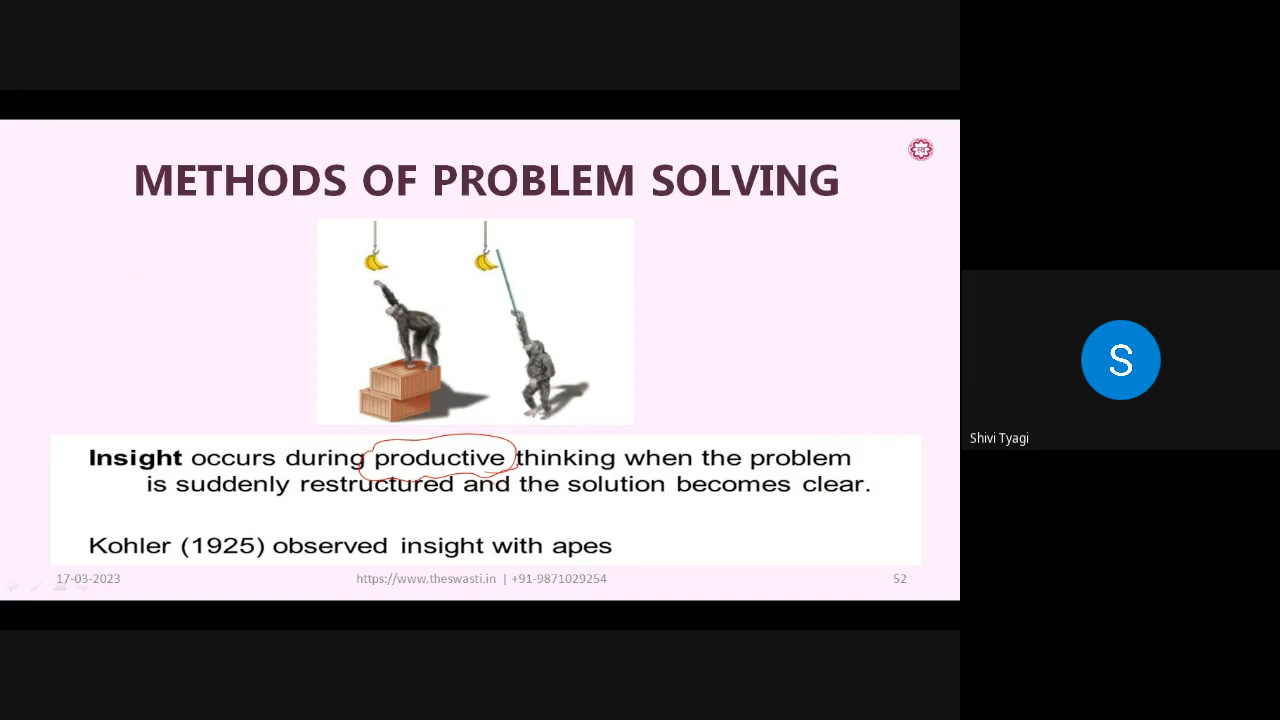 METHODS OF PROBLEM SOLVING
Insight occurs during productive thinking when the problem
is suddenly restructured and the solution becomes clear.
Kohler (1925) observed insight with apes
17-03-2023
https://www.theswasti.in | +91-9871029254
52
S
Shivi Tyagi